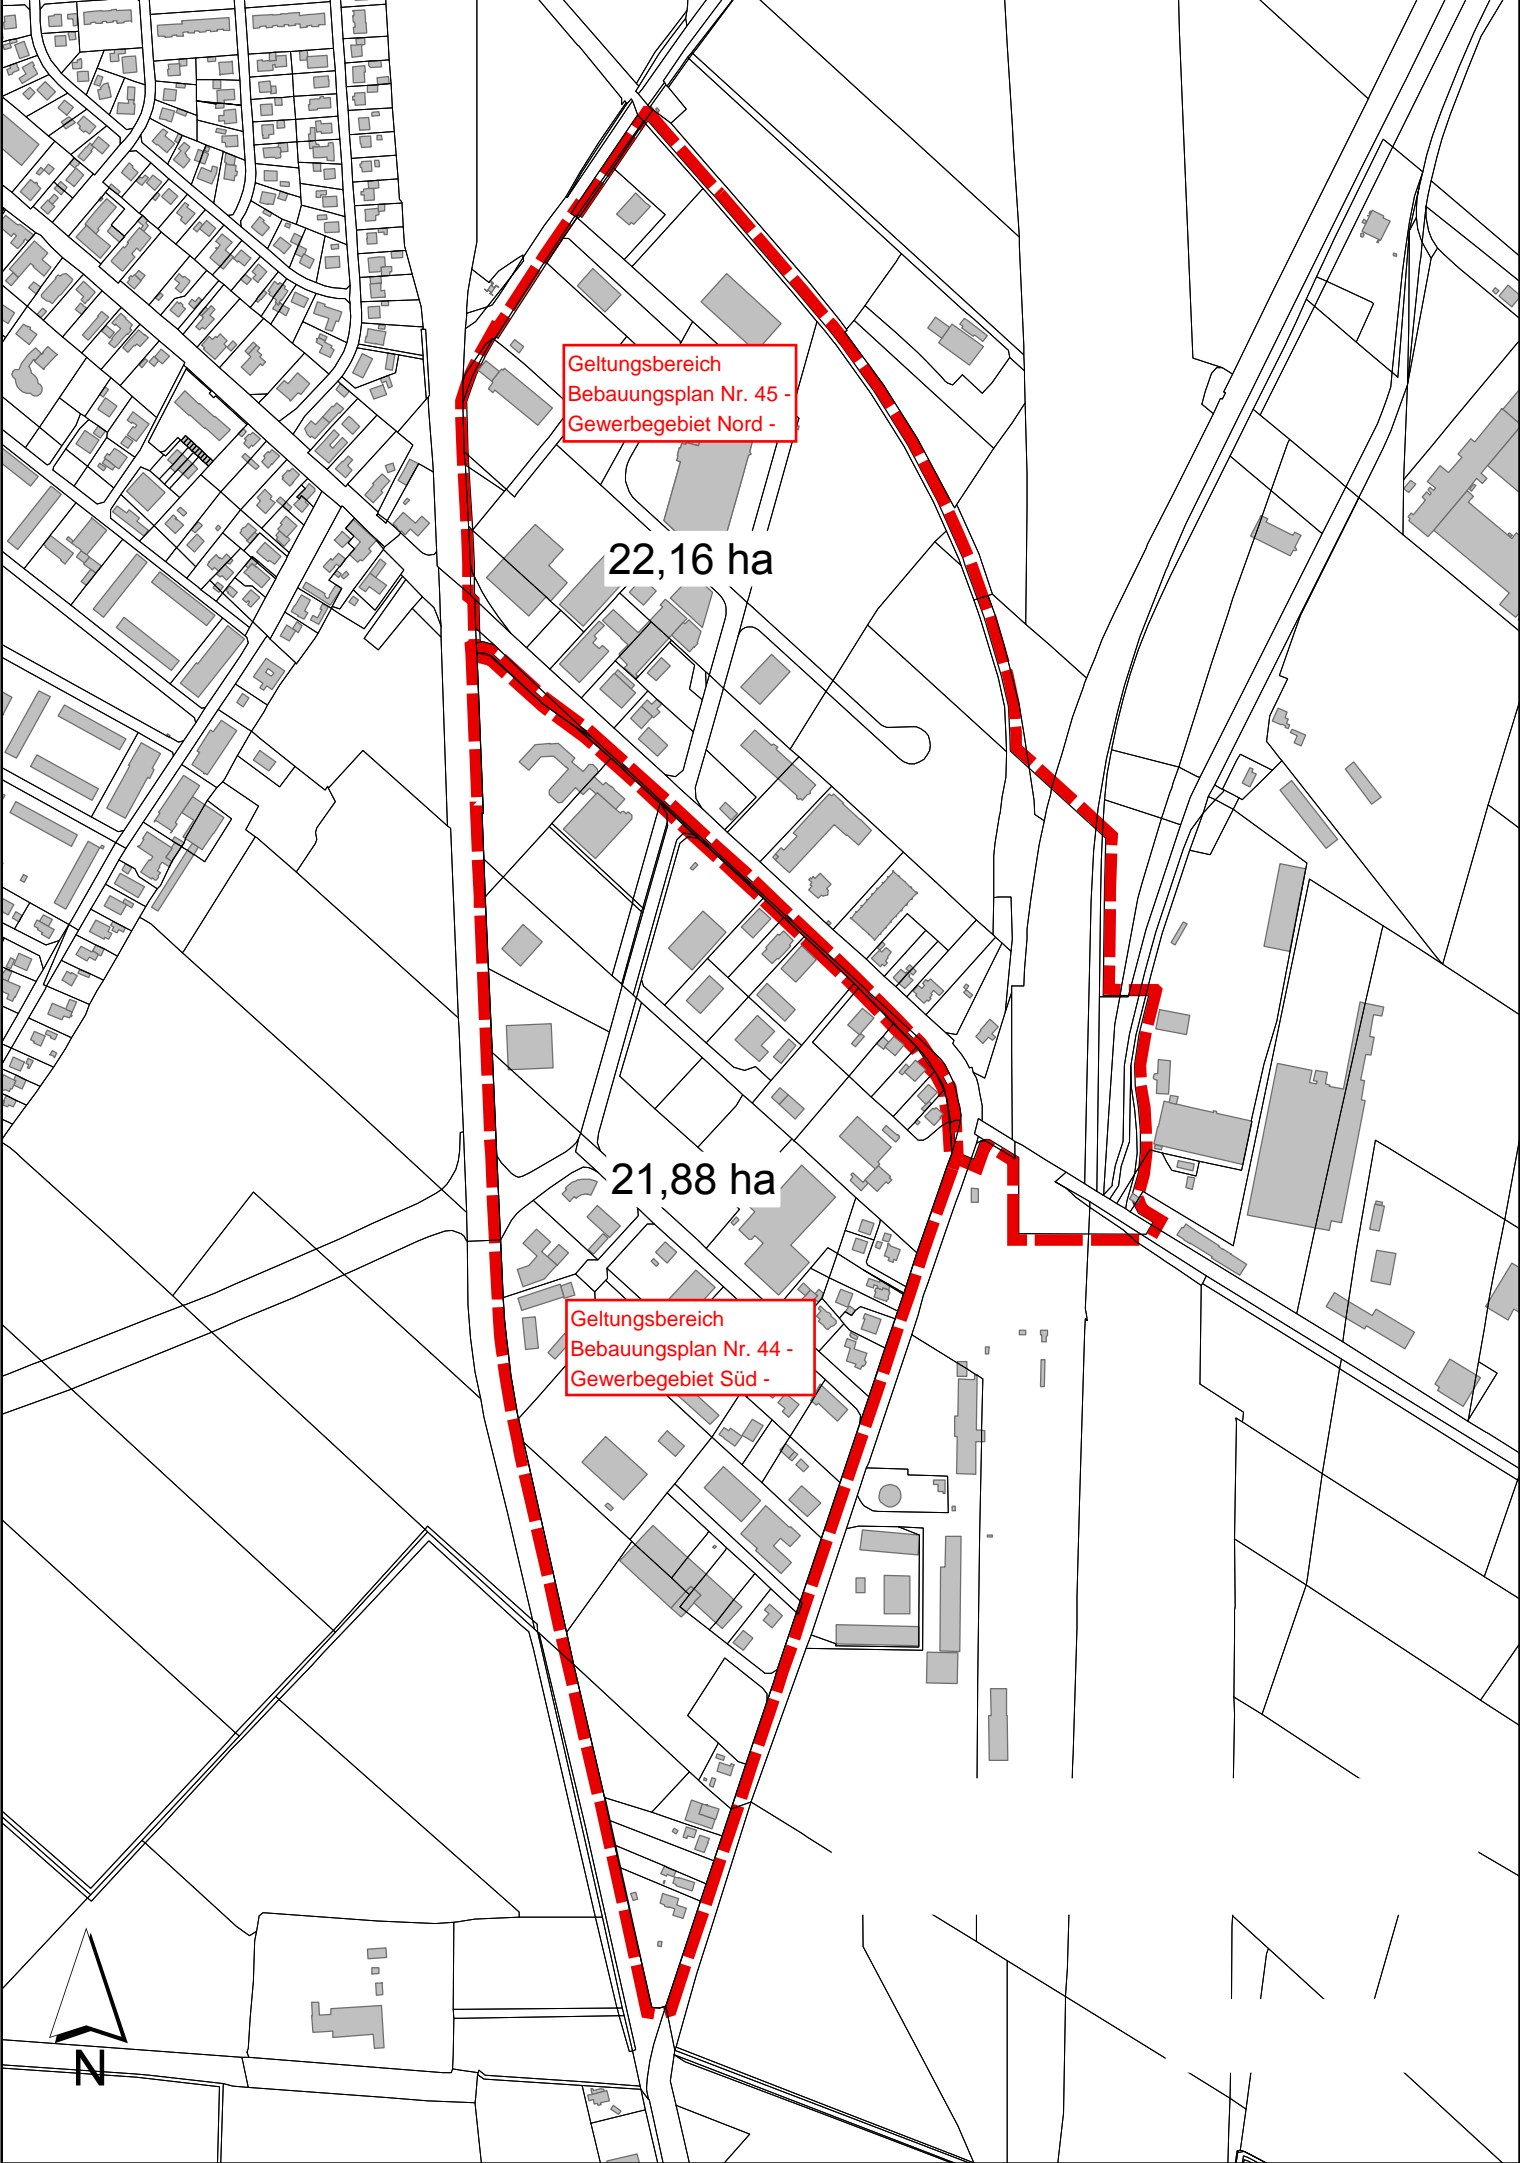 Geltungsbereich
Bebauungsplan Nr. 45 -
Gewerbegebiet Nord -
22,16 ha
21,88 ha
Geltungsbereich
Bebauungsplan Nr. 44 -
Gewerbegebiet Süd -
N